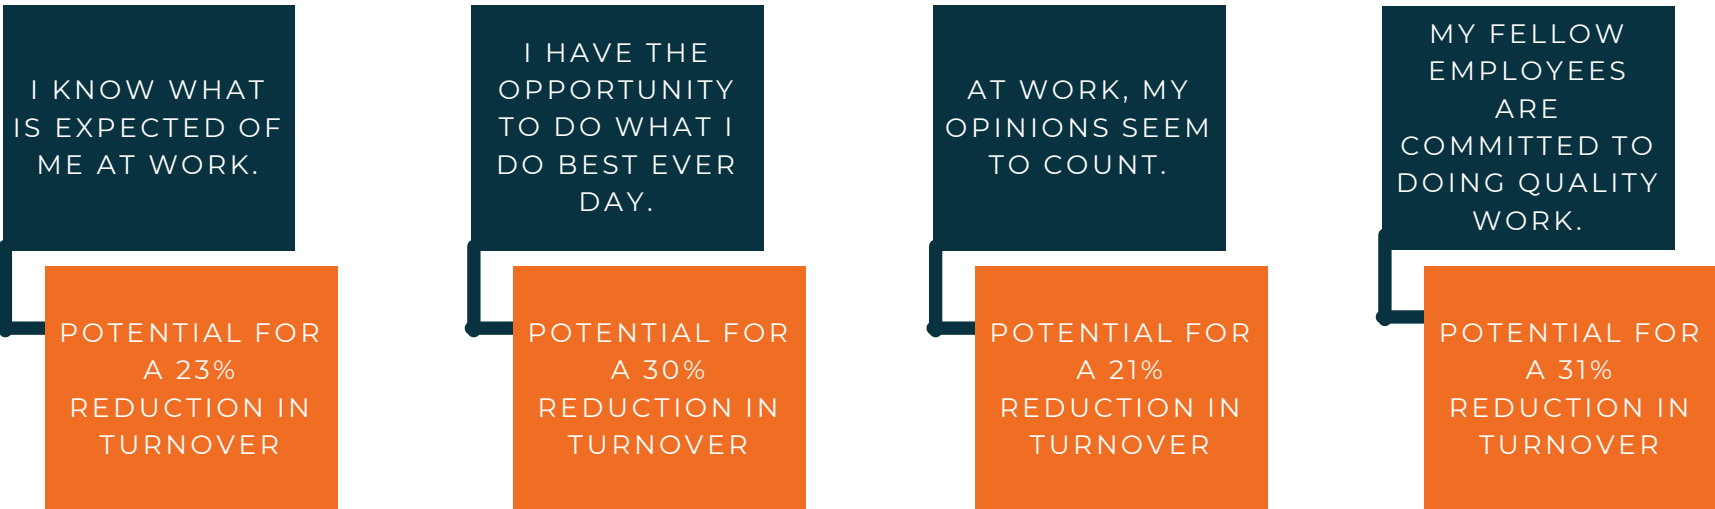 I KNOW WHAT
IS EXPECTED OF
ME AT WORK.
POTENTIAL FOR
A 23%
REDUCTION IN
TURNOVER
I HAVE THE
OPPORTUNITY
TO DO WHAT I
DO BEST EVER
DAY.
POTENTIAL FOR
A 30%
REDUCTION IN
TURNOVER
AT WORK, MY
OPINIONS SEEM
TO COUNT.
POTENTIAL FOR
A 21%
REDUCTION IN
TURNOVER
MY FELLOW
EMPLOYEES
ARE
COMMITTED TO
DOING QUALITY
WORK.
POTENTIAL FOR
A 31%
REDUCTION IN
TURNOVER